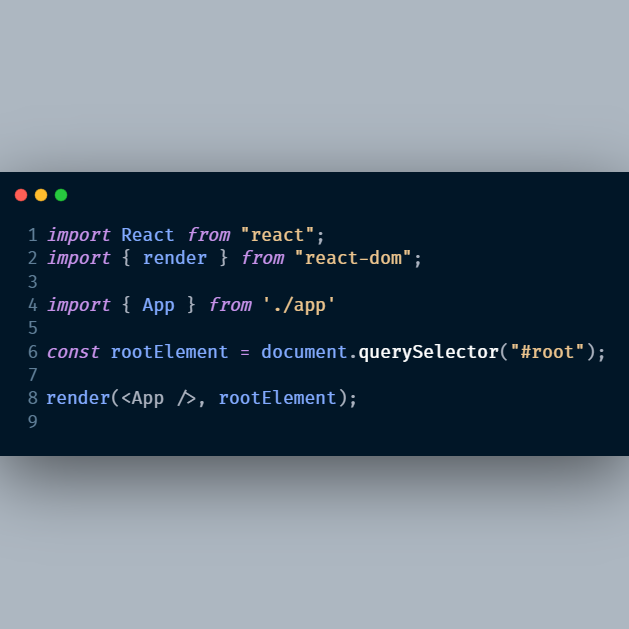 1 import React from "react";
2 import { render } from "react-dom";
3
4 import { App } from './app'
5
6 const rootElement = document.querySelector("#root");
7
8 render(<App />, rootElement);
9